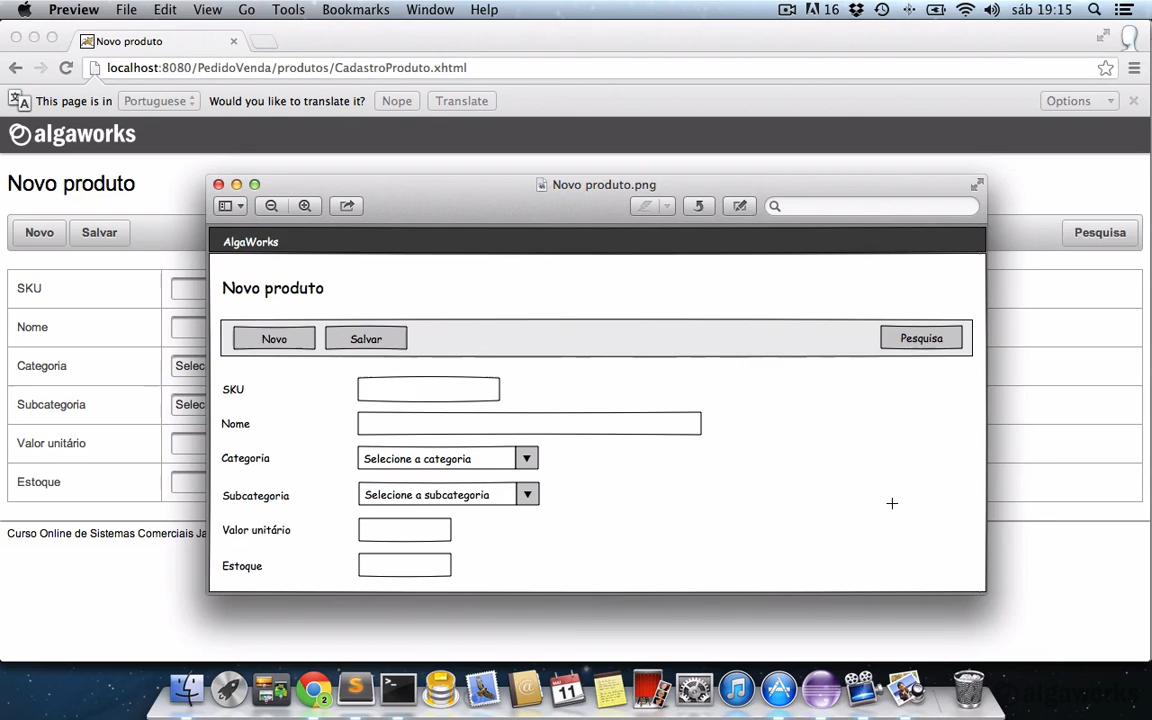 Preview File Edit View Go Tools Bookmarks Window Help 16 sáb 19:15
Novo produto
localhost:8080/PedidoVenda/produtos/CadastroProduto.xhtml
This page is in Portuguese Would you like to translate it? Nope Translate Options
algaworks
Novo produto
Novo Salvar Pesquisa
SKU
Nome
Categoria Selec
Subcategoria Selec
Valor unitário
Estoque
Curso Online de Sistemas Comerciais Ja
Novo produto.png
AlgaWorks
Novo produto
Novo Salvar Pesquisa
SKU
Nome
Categoria Selecione a categoria
Subcategoria Selecione a subcategoria
Valor unitário
Estoque
2
11
algaworks